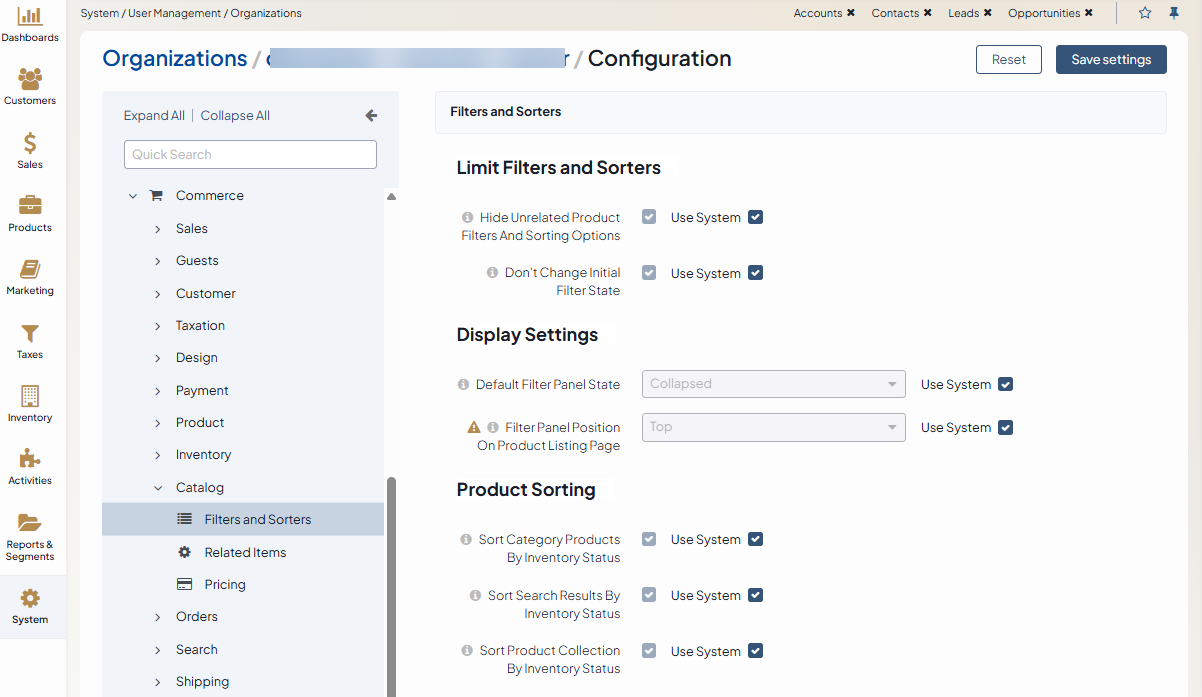 System / User Management / Organizations
Accounts ✖ Contacts ✖ Leads ✖ Opportunities ✖
Dashboards
Customers
Sales
Products
Marketing
Taxes
Inventory
Activities
Reports &
Segments
System
Organizations / / Configuration
Reset
Save settings
Expand All | Collapse All
Quick Search
Commerce
Sales
Guests
Customer
Taxation
Design
Payment
Product
Inventory
Catalog
Filters and Sorters
Related Items
Pricing
Orders
Search
Shipping
Filters and Sorters
Limit Filters and Sorters
Hide Unrelated Product
Filters And Sorting Options
Use System
Don't Change Initial
Filter State
Use System
Display Settings
Default Filter Panel State
Collapsed
Use System
Filter Panel Position
On Product Listing Page
Top
Use System
Product Sorting
Sort Category Products
By Inventory Status
Use System
Sort Search Results By
Inventory Status
Use System
Sort Product Collection
By Inventory Status
Use System